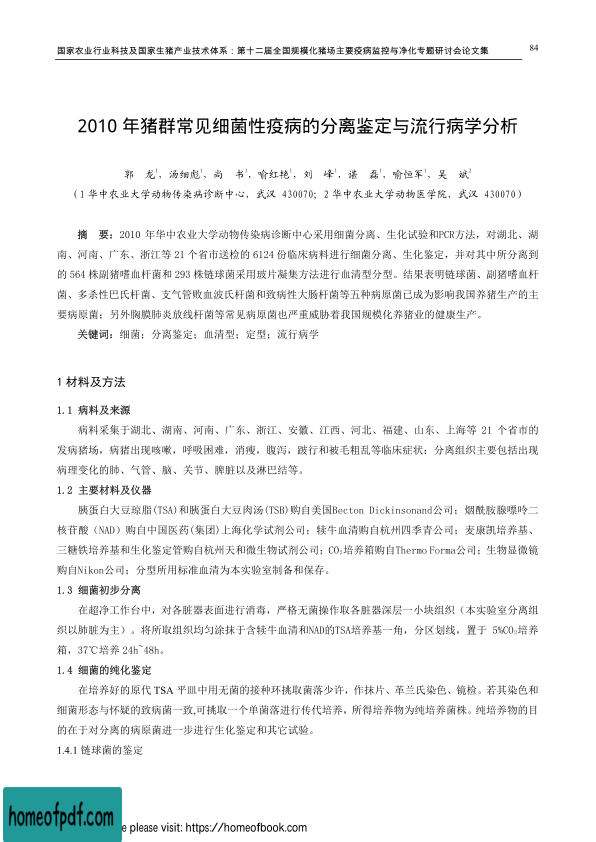 国家农业行业科技及国家生猪产业技术体系：第十二届全国规模化猪场主要疫病监控与净化专题研讨会论文集 84
2010 年猪群常见细菌性疫病的分离鉴定与流行病学分析
郭 龙1，汤细彪1，尚 书1，喻红艳1，刘 峰1，谌 磊1，喻恒军1，吴 斌2
（1 华中农业大学动物传染病诊断中心，武汉 430070；2 华中农业大学动物医学院，武汉 430070）
摘 要：2010 年华中农业大学动物传染病诊断中心采用细菌分离、生化试验和PCR方法，对湖北、湖
南、河南、广东、浙江等 21 个省市送检的 6124 份临床病料进行细菌分离、生化鉴定，并对其中所分离到
的 564 株副猪嗜血杆菌和 293 株链球菌采用玻片凝集方法进行血清型分型。结果表明链球菌、副猪嗜血杆
菌、多杀性巴氏杆菌、支气管败血波氏杆菌和致病性大肠杆菌等五种病原菌已成为影响我国养猪生产的主
要病原菌；另外胸膜肺炎放线杆菌等常见病原菌也严重威胁着我国规模化养猪业的健康生产。
关键词：细菌；分离鉴定；血清型；定型；流行病学
1 材料及方法
1.1 病料及来源
病料采集于湖北、湖南、河南、广东、浙江、安徽、江西、河北、福建、山东、上海等 21 个省市的
发病猪场，病猪出现咳嗽，呼吸困难，消瘦，腹泻，跛行和被毛粗乱等临床症状；分离组织主要包括出现
病理变化的肺、气管、脑、关节、脾脏以及淋巴结等。
1.2 主要材料及仪器
胰蛋白大豆琼脂(TSA)和胰蛋白大豆肉汤(TSB)购自美国Becton Dickinsonand公司；烟酰胺腺嘌呤二
核苷酸（NAD）购自中国医药(集团)上海化学试剂公司；犊牛血清购自杭州四季青公司；麦康凯培养基、
三糖铁培养基和生化鉴定管购自杭州天和微生物试剂公司；CO2培养箱购自Thermo Forma公司；生物显微镜
购自Nikon公司；分型所用标准血清为本实验室制备和保存。
1.3 细菌初步分离
在超净工作台中，对各脏器表面进行消毒，严格无菌操作取各脏器深层一小块组织（本实验室分离组
织以肺脏为主）。将所取组织均匀涂抹于含犊牛血清和NAD的TSA培养基一角，分区划线，置于 5%CO2培养
箱，37℃培养 24h~48h。
1.4 细菌的纯化鉴定
在培养好的原代 TSA 平皿中用无菌的接种环挑取菌落少许，作抹片、革兰氏染色、镜检。若其染色和
细菌形态与怀疑的致病菌一致,可挑取一个单菌落进行传代培养，所得培养物为纯培养菌株。纯培养物的目
的在于对分离的病原菌进一步进行生化鉴定和其它试验。
1.4.1 链球菌的鉴定
homeofpdf.com
e please visit: https://homeofbook.com